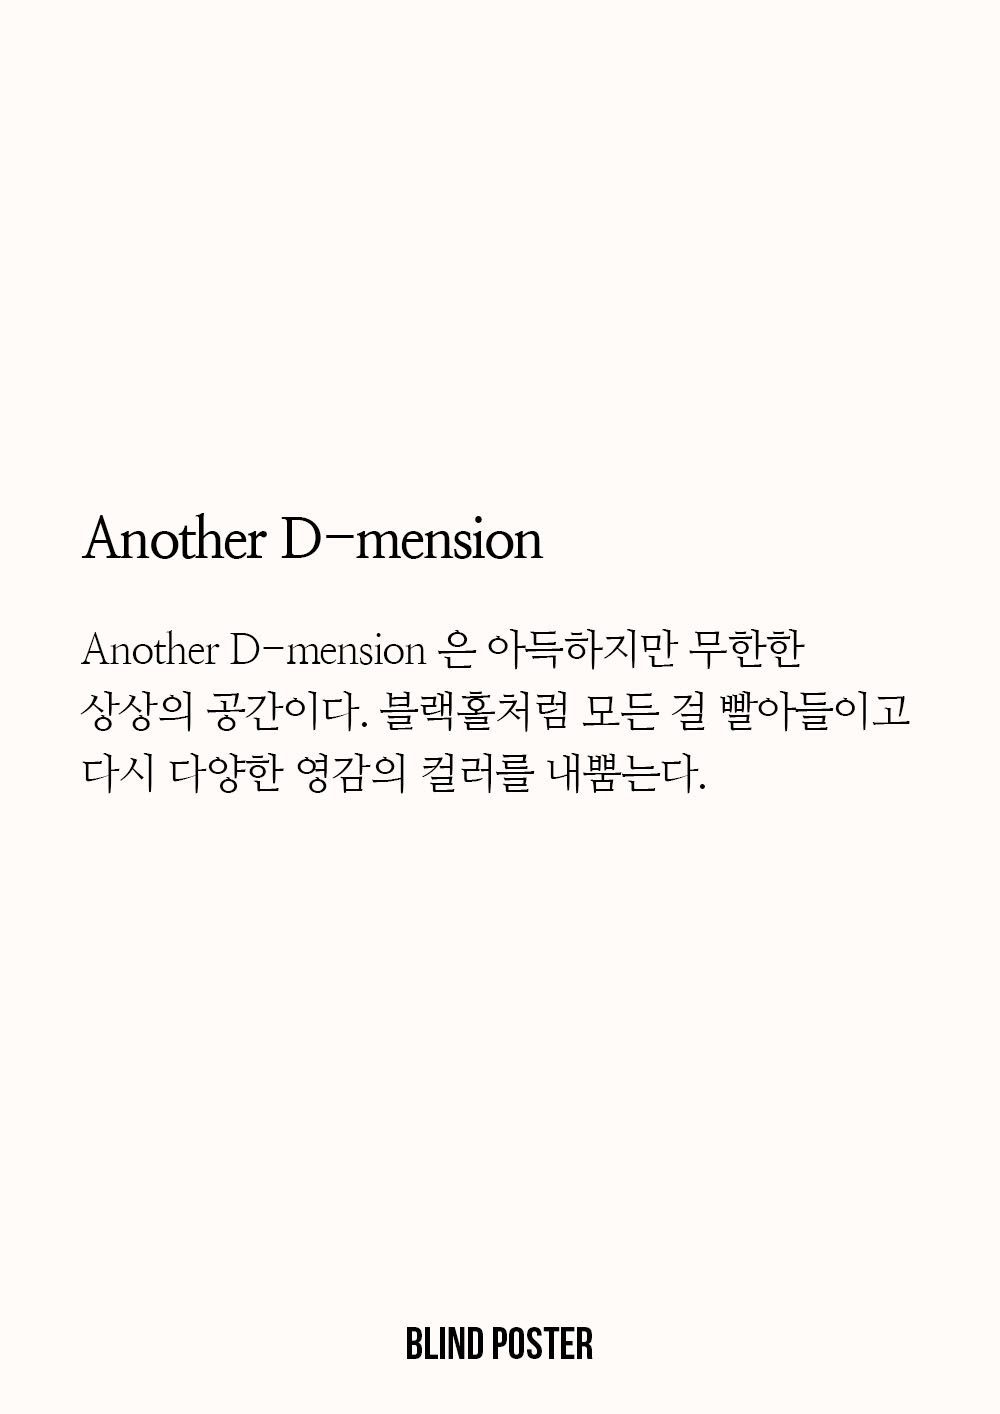 Another D-mension
Another D-mension 은 아득하지만 무한한
상상의 공간이다. 블랙홀처럼 모든 걸 빨아들이고
다시 다양한 영감의 컬러를 내뿜는다.
BLIND POSTER